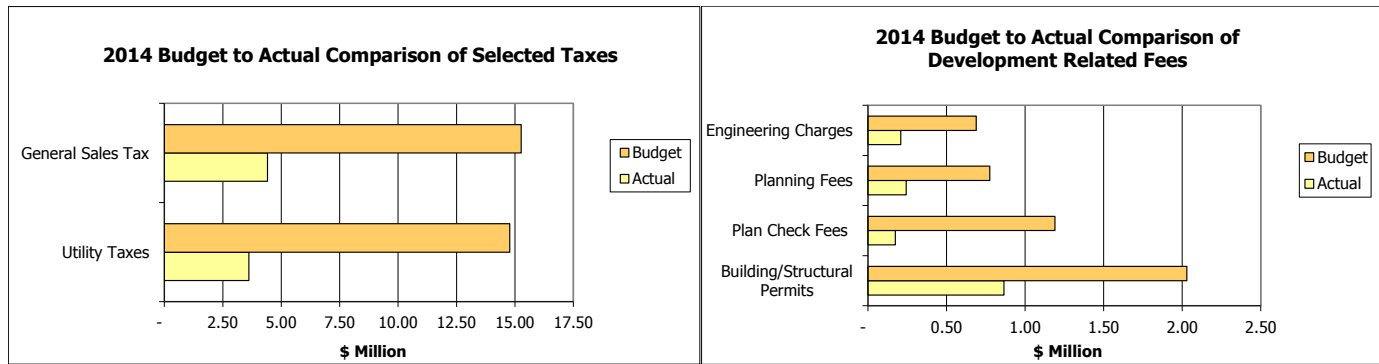 2014 Budget to Actual Comparison of Selected Taxes
General Sales Tax
Utility Taxes
Budget
Actual
-
2.50
5.00
7.50
10.00
12.50
15.00
17.50
$ Million
2014 Budget to Actual Comparison of
Development Related Fees
Engineering Charges
Planning Fees
Plan Check Fees
Building/Structural
Permits
Budget
Actual
-
0.50
1.00
1.50
2.00
2.50
$ Million